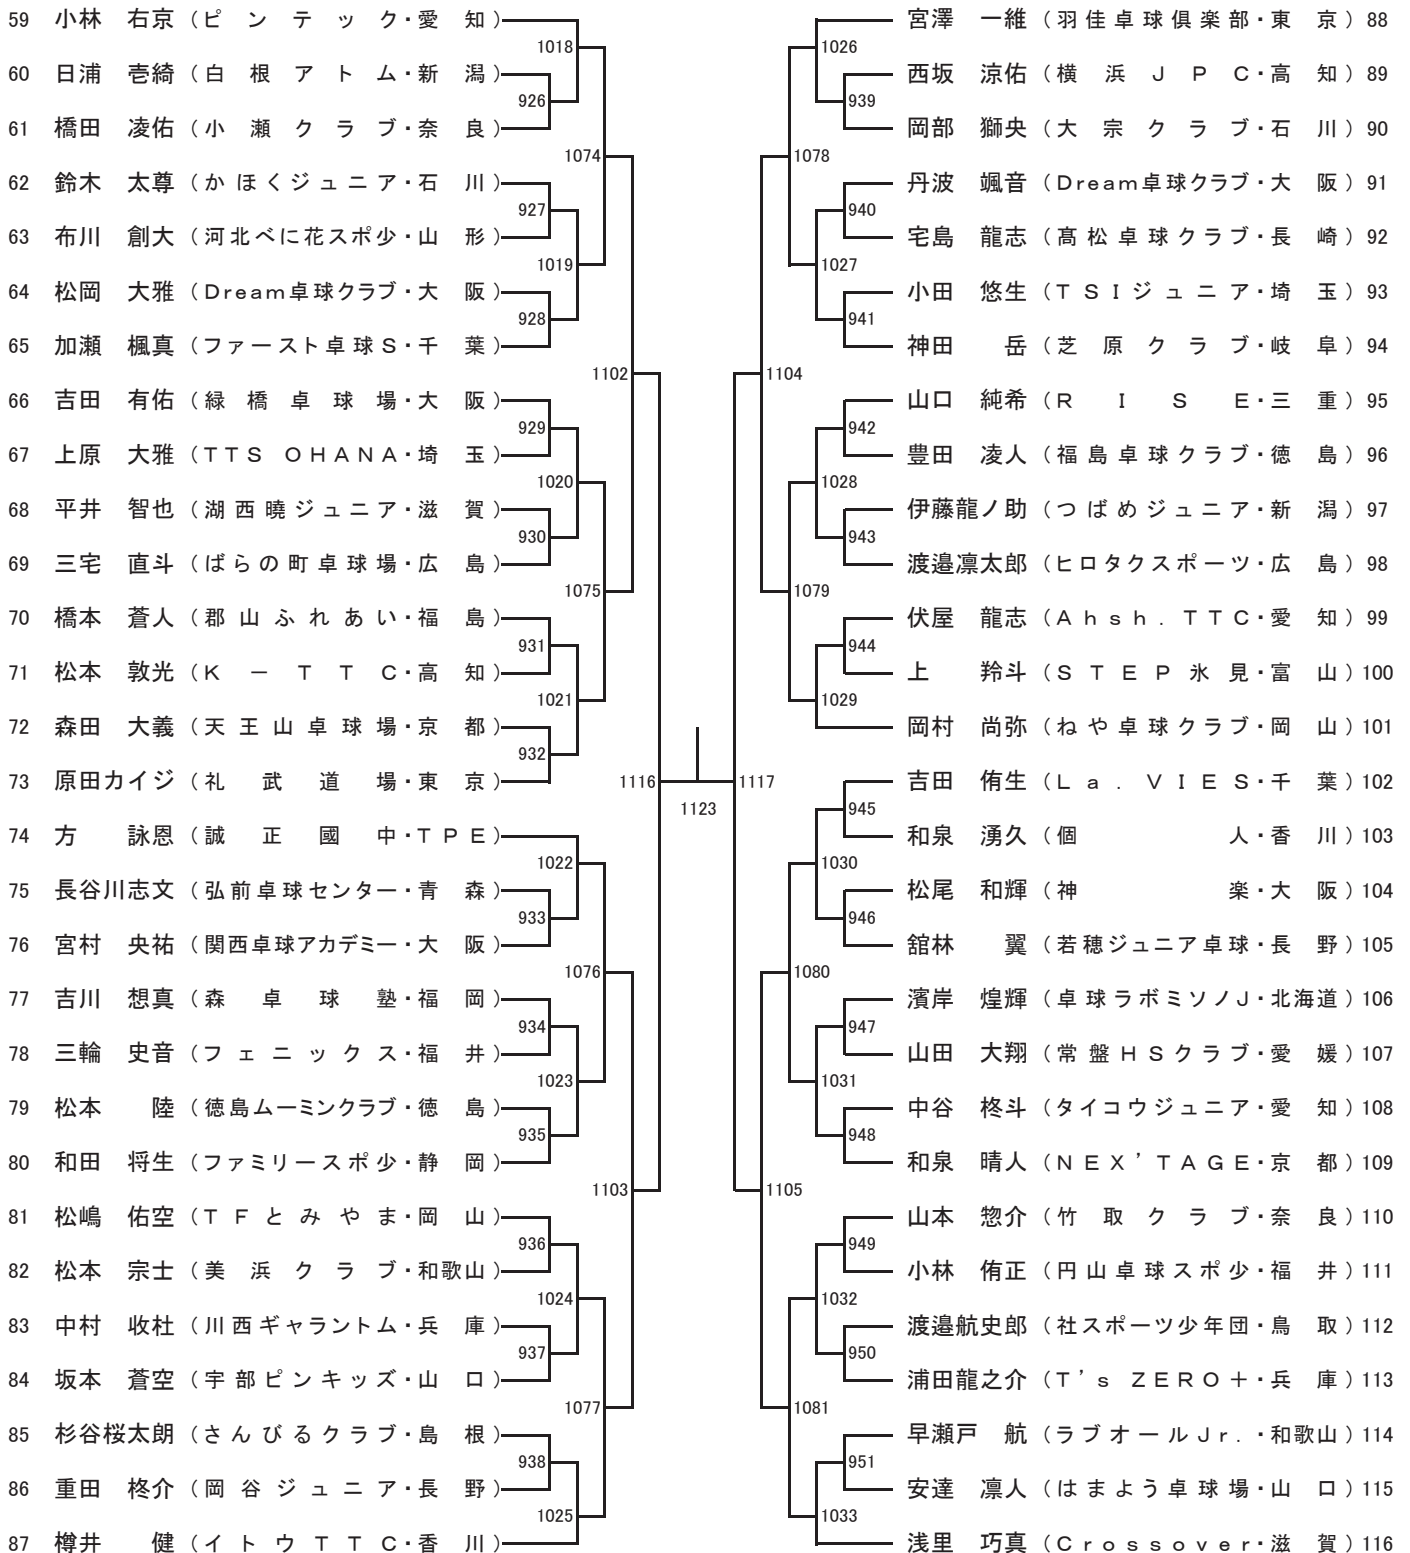 59 小林 右京 (ピンテック・愛知)
60 日浦 壱綺 (白根アトム・新潟)
61 橋田 凌佑 (小瀬クラブ・奈良)
62 鈴木 太尊 (かほくジュニア・石川)
63 布川 創大 (河北べに花スポ少・山形)
64 松岡 大雅 (Dream卓球クラブ・大阪)
65 加瀬 楓真 (ファースト卓球S・千葉)
66 吉田 有佑 (緑橋卓球場・大阪)
67 上原 大雅 (TTS OHANA・埼玉)
68 平井 智也 (湖西曉ジュニア・滋賀)
69 三宅 直斗 (ばらの町卓球場・広島)
70 橋本 蒼人 (郡山ふれあい・福島)
71 松本 敦光 (K－TTC・高知)
72 森田 大義 (天王山卓球場・京都)
73 原田カイジ (礼武道場・東京)
74 方 詠恩 (誠正國中・TPE)
75 長谷川志文 (弘前卓球センター・青森)
76 宮村 央祐 (関西卓球アカデミー・大阪)
77 吉川 想真 (森卓球塾・福岡)
78 三輪 史音 (フェニックス・福井)
79 松本 陸 (徳島ムーミンクラブ・徳島)
80 和田 将生 (ファミリースポ少・静岡)
81 松嶋 佑空 (TFとみやま・岡山)
82 松本 宗士 (美浜クラブ・和歌山)
83 中村 收杜 (川西ギャラントム・兵庫)
84 坂本 蒼空 (宇部ピンキッズ・山口)
85 杉谷桜太朗 (さんびるクラブ・島根)
86 重田 柊介 (岡谷ジュニア・長野)
87 樽井 健 (イトウTTC・香川)
1018
926
1074
927
1019
928
1102
929
1020
930
1075
931
1021
932
1116
1022
933
1076
934
1023
935
1103
936
1024
937
1077
938
1025
1123
1117
1026
939
1078
940
1027
941
1104
942
1028
943
1079
944
1029
945
1030
946
1080
947
1031
948
1105
949
1032
950
1081
951
1033
宮澤 一維 (羽佳卓球倶楽部・東京) 88
西坂 涼佑 (横浜JPC・高知) 89
岡部 獅央 (大宗クラブ・石川) 90
丹波 颯音 (Dream卓球クラブ・大阪) 91
宅島 龍志 (髙松卓球クラブ・長崎) 92
小田 悠生 (TSIジュニア・埼玉) 93
神田 岳 (芝原クラブ・岐阜) 94
山口 純希 (RISE・三重) 95
豊田 凌人 (福島卓球クラブ・徳島) 96
伊藤龍ノ助 (つばめジュニア・新潟) 97
渡邉凛太郎 (ヒロタクスポーツ・広島) 98
伏屋 龍志 (Ahsh.TTC・愛知) 99
上 羚斗 (STEP氷見・富山) 100
岡村 尚弥 (ねや卓球クラブ・岡山) 101
吉田 侑生 (La.VIES・千葉) 102
和泉 湧久 (個人・香川) 103
松尾 和輝 (神楽・大阪) 104
舘林 翼 (若穂ジュニア卓球・長野) 105
濱岸 煌輝 (卓球ラボミソノJ・北海道) 106
山田 大翔 (常盤HSクラブ・愛媛) 107
中谷 柊斗 (タイコウジュニア・愛知) 108
和泉 晴人 (NEX'TAGE・京都) 109
山本 惣介 (竹取クラブ・奈良) 110
小林 侑正 (円山卓球スポ少・福井) 111
渡邉航史郎 (社スポーツ少年団・鳥取) 112
浦田龍之介 (T's ZERO＋・兵庫) 113
早瀬戸 航 (ラブオールJr.・和歌山) 114
安達 凛人 (はまよう卓球場・山口) 115
浅里 巧真 (Crossover・滋賀) 116